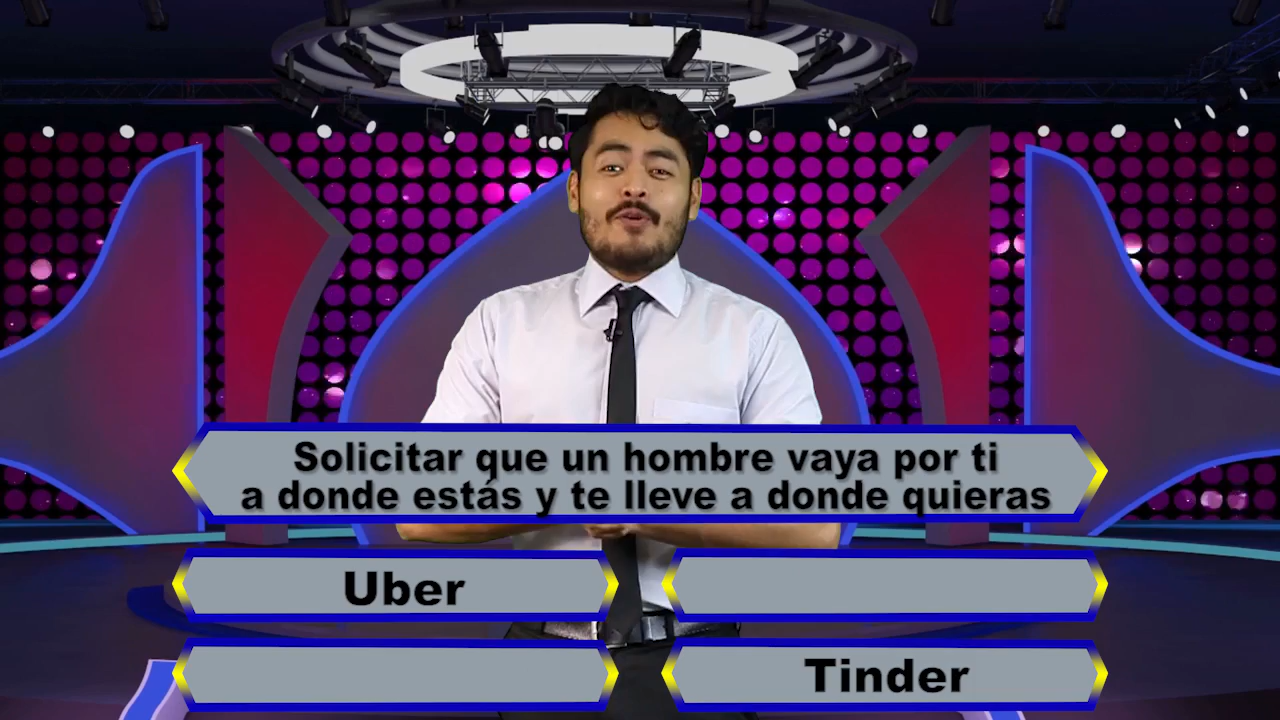 Solicitar que un hombre vaya por ti
a donde estás y te lleve a donde quieras
Uber
Tinder